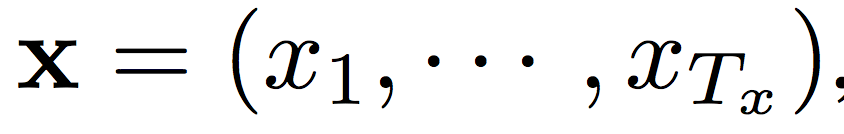 𝐱 = (x₁, ⋯ , x_{T_x}),